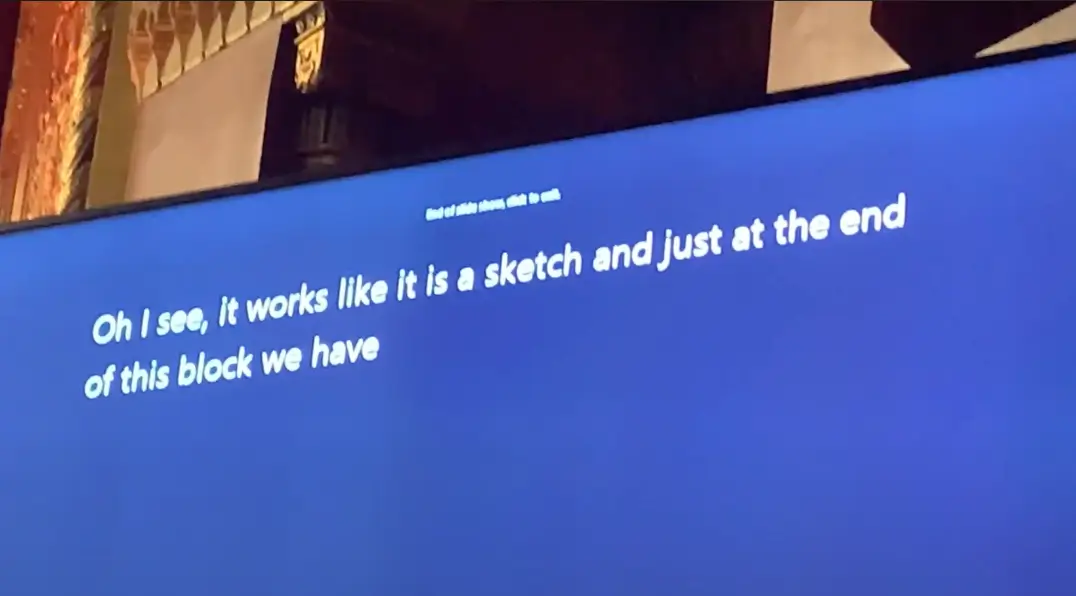 End of slide show, click to exit.
Oh I see, it works like it is a sketch and just at the end
of this block we have